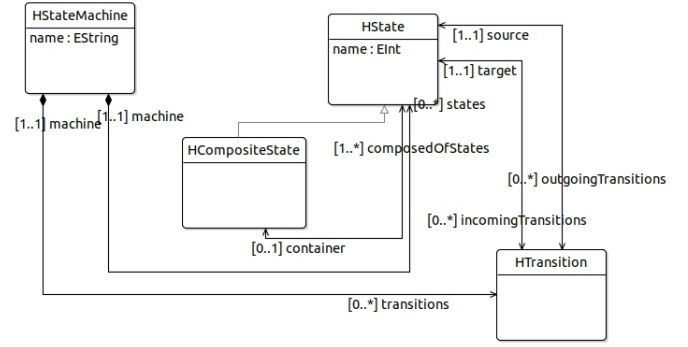 HStateMachine
name : EString
HState
name : EInt
[1..1] source
[1..1] target
[0..*] states
[1..1] machine
[1..1] machine
HCompositeState
[1..*] composedOfStates
[0..*] outgoingTransitions
[0..*] incomingTransitions
[0..1] container
HTransition
[0..*] transitions